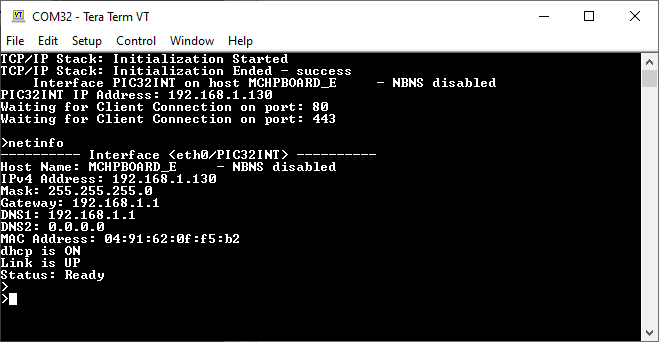 VT COM32 - Tera Term VT
File Edit Setup Control Window Help
TCP/IP Stack: Initialization Started
TCP/IP Stack: Initialization Ended - success
    Interface PIC32INT on host MCHPBOARD_E     - NBNS disabled
PIC32INT IP Address: 192.168.1.130
Waiting for Client Connection on port: 80
Waiting for Client Connection on port: 443
>netinfo
---------- Interface <eth0/PIC32INT> ----------
Host Name: MCHPBOARD_E     - NBNS disabled
IPv4 Address: 192.168.1.130
Mask: 255.255.255.0
Gateway: 192.168.1.1
DNS1: 192.168.1.1
DNS2: 0.0.0.0
MAC Address: 04:91:62:0f:f5:b2
dhcp is ON
Link is UP
Status: Ready
>
>